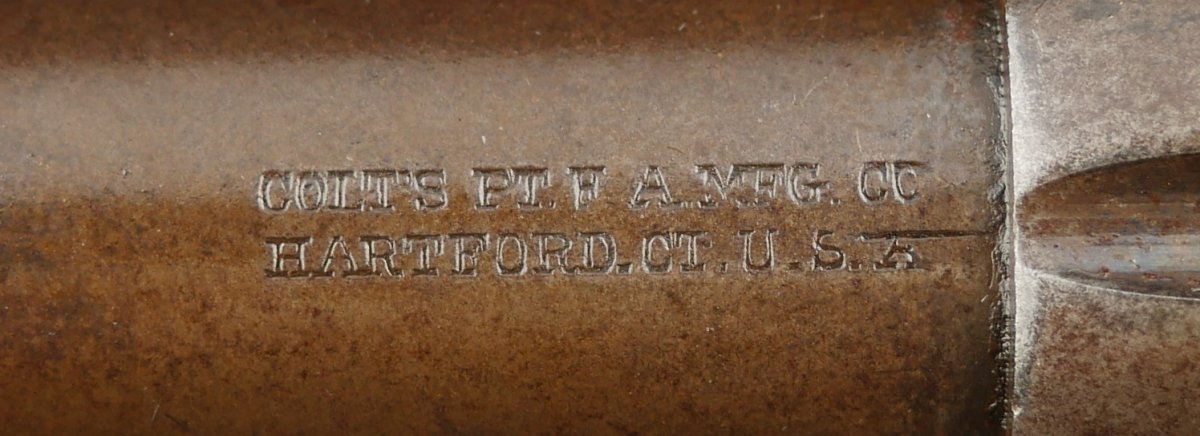 COLT'S PT. F. A. MFG. CO
HARTFORD. CT. U. S. A